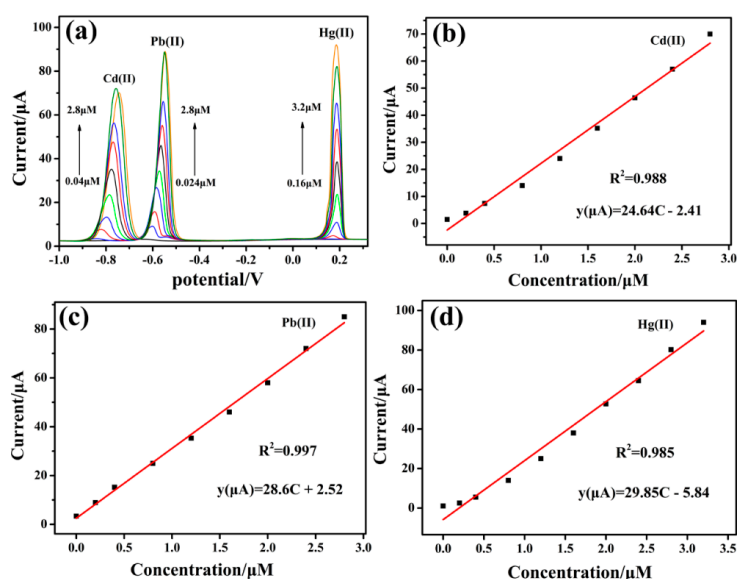 (a)
Cd(II)
Pb(II)
Hg(II)
2.8μM
0.04μM
2.8μM
0.024μM
3.2μM
0.16μM
Current/μA
100
80
60
40
20
0
-1.0 -0.8 -0.6 -0.4 -0.2 0.0 0.2
potential/V
(b)
Cd(II)
R²=0.988
y(μA)=24.64C - 2.41
Current/μA
70
60
50
40
30
20
10
0
0.0 0.5 1.0 1.5 2.0 2.5 3.0
Concentration/μM
(c)
Pb(II)
R²=0.997
y(μA)=28.6C + 2.52
Current/μA
80
60
40
20
0
0.0 0.5 1.0 1.5 2.0 2.5 3.0
Concentration/μM
(d)
Hg(II)
R²=0.985
y(μA)=29.85C - 5.84
Current/μA
100
80
60
40
20
0
0.0 0.5 1.0 1.5 2.0 2.5 3.0 3.5
Concentration/μM